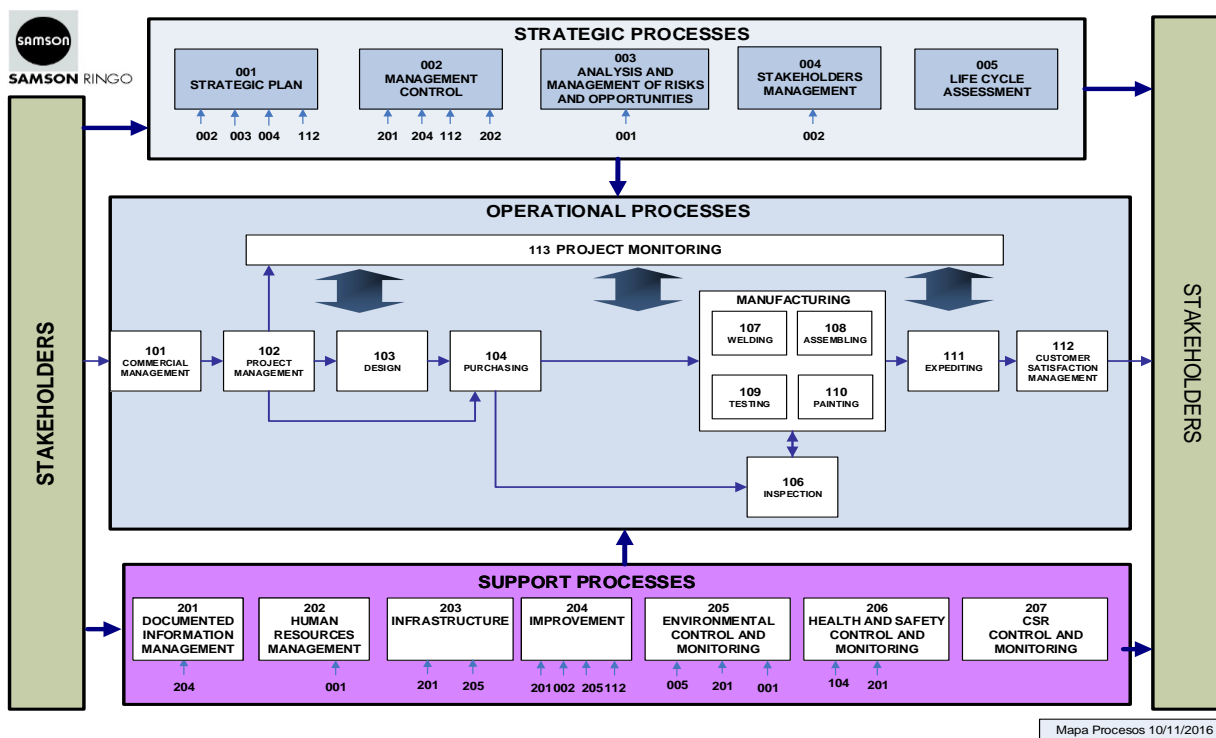 samson
SAMSON RINGO
STRATEGIC PROCESSES
001
STRATEGIC PLAN
002
003
004
112
002
MANAGEMENT
CONTROL
201
204
112
202
003
ANALYSIS AND
MANAGEMENT OF RISKS
AND OPPORTUNITIES
001
004
STAKEHOLDERS
MANAGEMENT
002
005
LIFE CYCLE
ASSESSMENT
STAKEHOLDERS
OPERATIONAL PROCESSES
113 PROJECT MONITORING
101
COMMERCIAL
MANAGEMENT
102
PROJECT
MANAGEMENT
103
DESIGN
104
PURCHASING
MANUFACTURING
107
WELDING
108
ASSEMBLING
109
TESTING
110
PAINTING
106
INSPECTION
111
EXPEDITING
112
CUSTOMER
SATISFACTION
MANAGEMENT
STAKEHOLDERS
SUPPORT PROCESSES
201
DOCUMENTED
INFORMATION
MANAGEMENT
204
202
HUMAN
RESOURCES
MANAGEMENT
001
203
INFRASTRUCTURE
201
205
204
IMPROVEMENT
201
002
205
112
205
ENVIRONMENTAL
CONTROL AND
MONITORING
005
201
001
206
HEALTH AND SAFETY
CONTROL AND
MONITORING
104
201
207
CSR
CONTROL AND
MONITORING
Mapa Procesos 10/11/2016